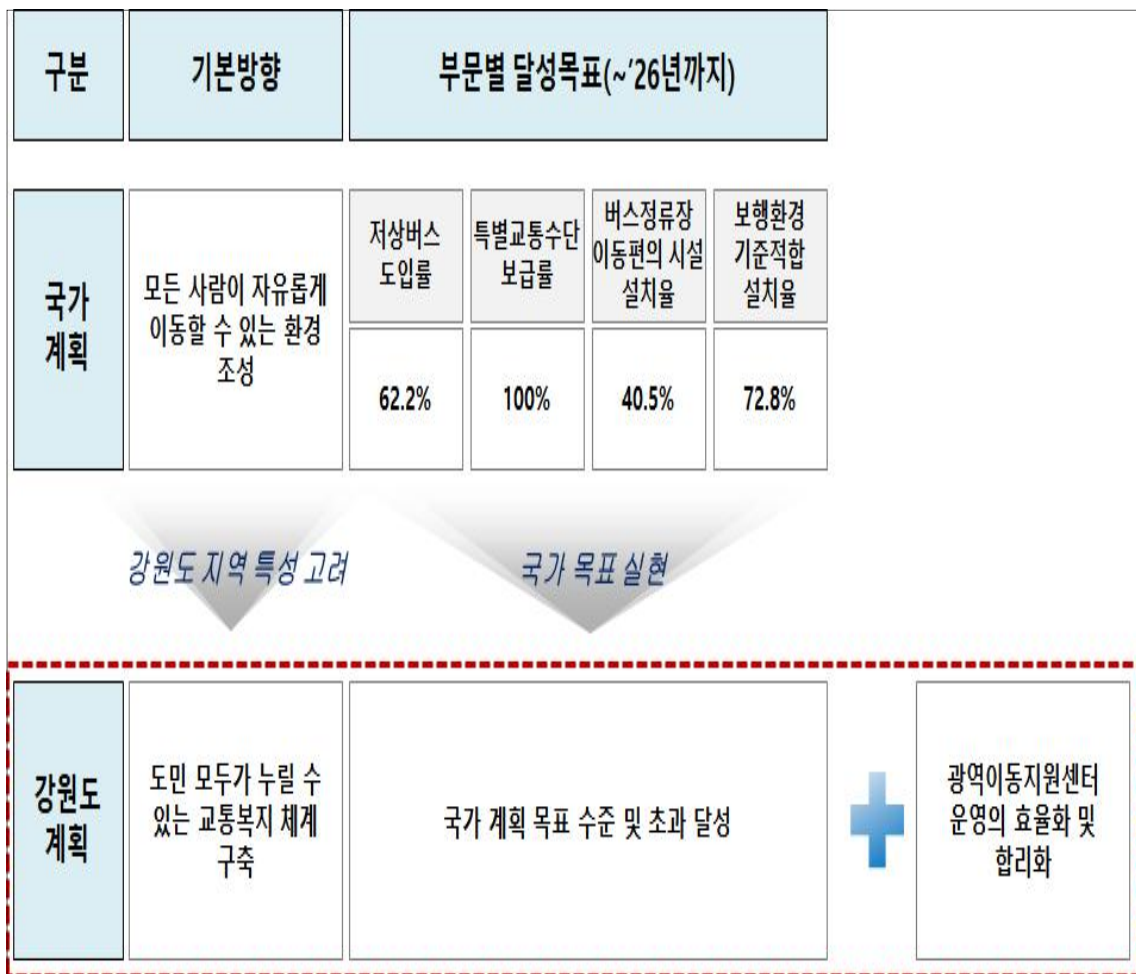 구분
기본방향
부문별 달성목표(~'26년까지)
국가
계획
모든 사람이 자유롭게
이동할 수 있는 환경
조성
저상버스
도입률
특별교통수단
보급률
버스정류장
이동편의 시설
설치율
보행환경
기준적합
설치율
62.2%
100%
40.5%
72.8%
강원도 지역 특성 고려
국가 목표 실현
강원도
계획
도민 모두가 누릴 수
있는 교통복지 체계
구축
국가 계획 목표 수준 및 초과 달성
광역이동지원센터
운영의 효율화 및
합리화